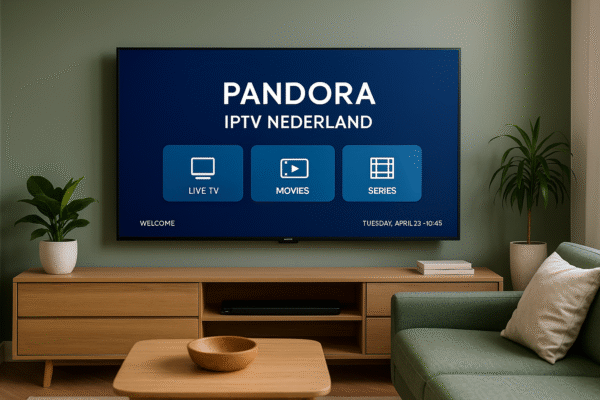 PANDORA
IPTV NEDERLAND
LIVE TV
MOVIES
SERIES
WELCOME
TUESDAY, APRIL 23 -10:45